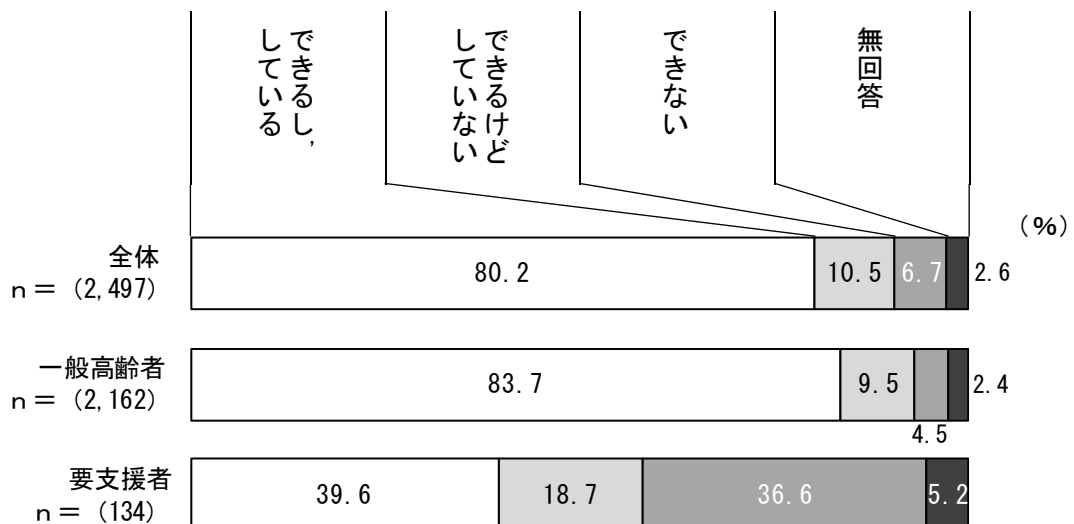 できるし,
している
できるけど
していない
できない
無回答
(%)
全体
n = (2,497)
80.2
10.5
6.7
2.6
一般高齢者
n = (2,162)
83.7
9.5
4.5
2.4
要支援者
n = (134)
39.6
18.7
36.6
5.2